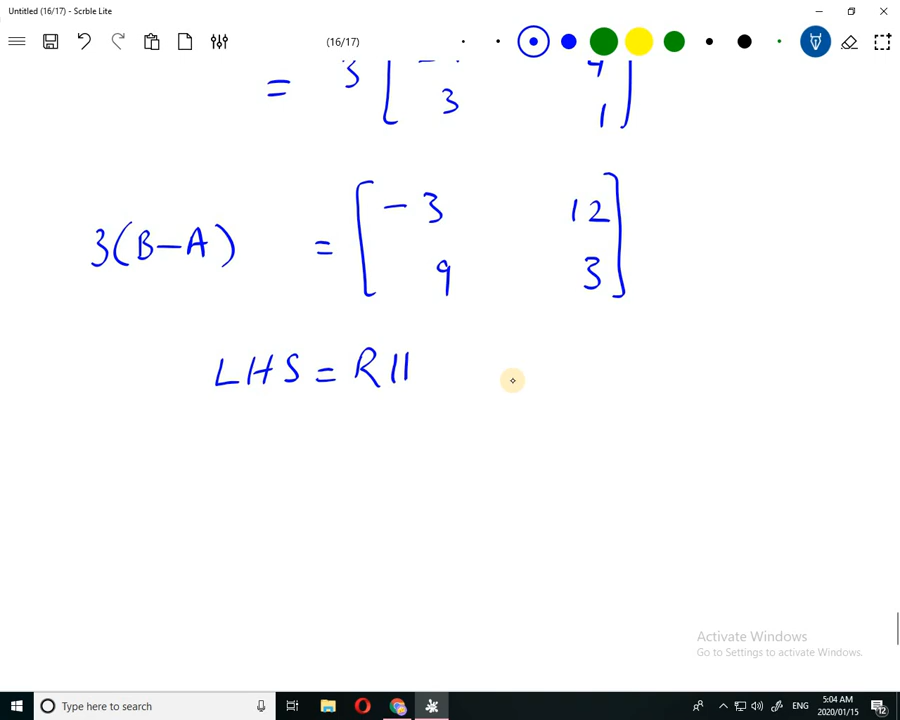 Untitled (16/17) - Scrble Lite
(16/17)
= 3 [
3 1
3(B-A) = [ -3 12
9 3 ]
LHS = RH
Activate Windows
Go to Settings to activate Windows.
Type here to search
ENG
5:04 AM
2020/01/15
12